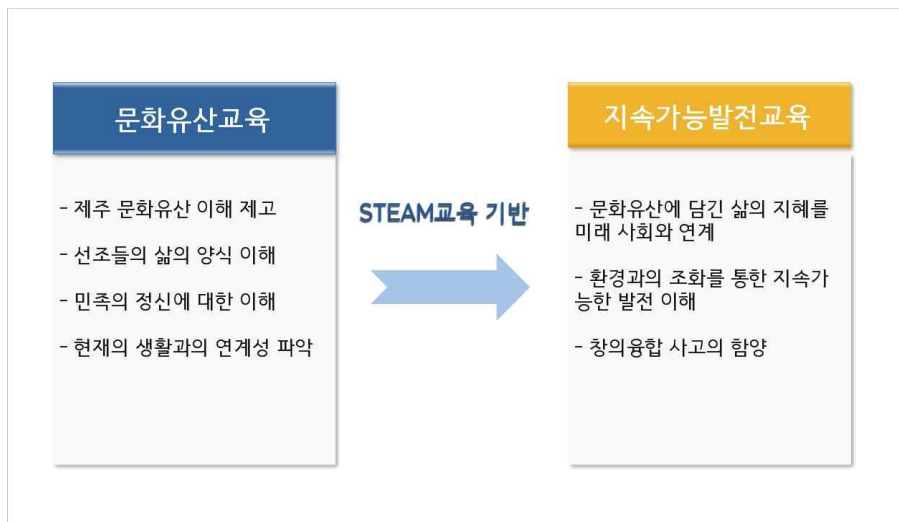 문화유산교육
- 제주 문화유산 이해 제고
- 선조들의 삶의 양식 이해
- 민족의 정신에 대한 이해
- 현재의 생활과의 연계성 파악
STEAM교육 기반
지속가능발전교육
- 문화유산에 담긴 삶의 지혜를
미래 사회와 연계
- 환경과의 조화를 통한 지속가
능한 발전 이해
- 창의융합 사고의 함양